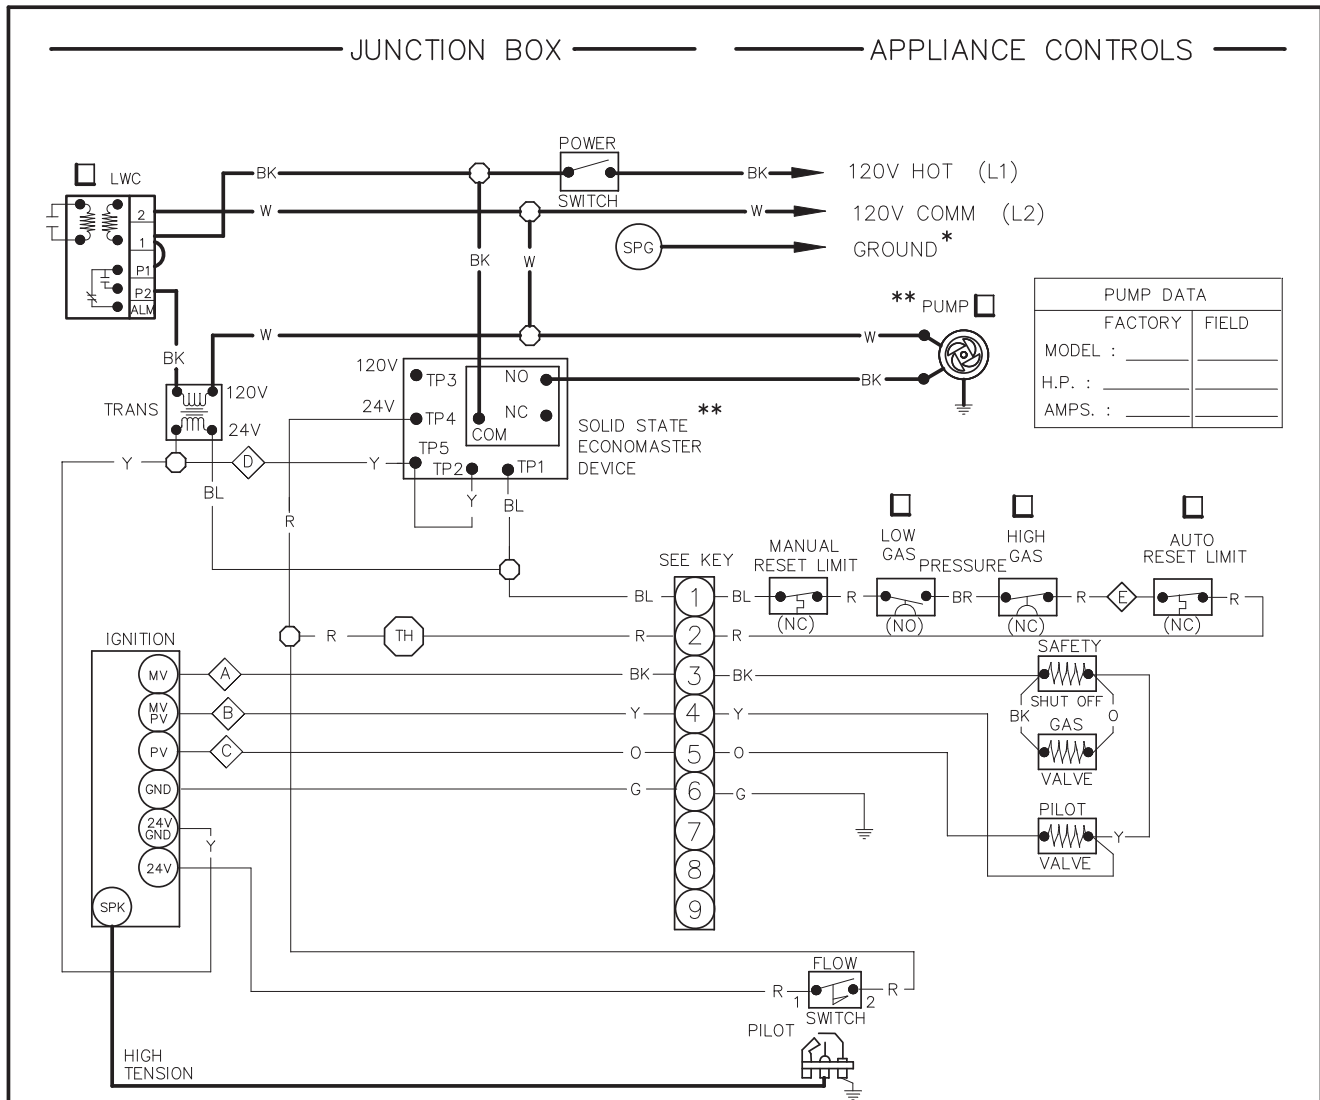 JUNCTION BOX
APPLIANCE CONTROLS
POWER
SWITCH
LWC
BK
BK
120V HOT (L1)
2
W
W
120V COMM (L2)
1
SPG
GROUND *
P1
BK
W
P2
ALM
** PUMP
PUMP DATA
FACTORY FIELD
MODEL :
H.P. :
AMPS. :
W
W
BK
BK
120V
TRANS
24V
120V
TP3
NO
24V
TP4
NC
COM
TP5
TP2
TP1
SOLID STATE **
ECONOMASTER
DEVICE
Y
D
Y
BL
R
Y
BL
SEE KEY
MANUAL
RESET LIMIT
LOW
GAS
PRESSURE
HIGH
GAS
AUTO
RESET LIMIT
BL
1
BL
R
BR
R
E
R
(NC)
(NO)
(NC)
(NC)
R
TH
R
2
R
IGNITION
MV
A
BK
3
BK
SAFETY
SHUT OFF
MV
PV
B
Y
4
Y
BK
O
GAS
VALVE
PV
C
O
5
O
GND
G
6
G
24V
GND
Y
7
PILOT
VALVE
Y
24V
8
SPK
9
FLOW
SWITCH
R
1
2
R
PILOT
HIGH
TENSION